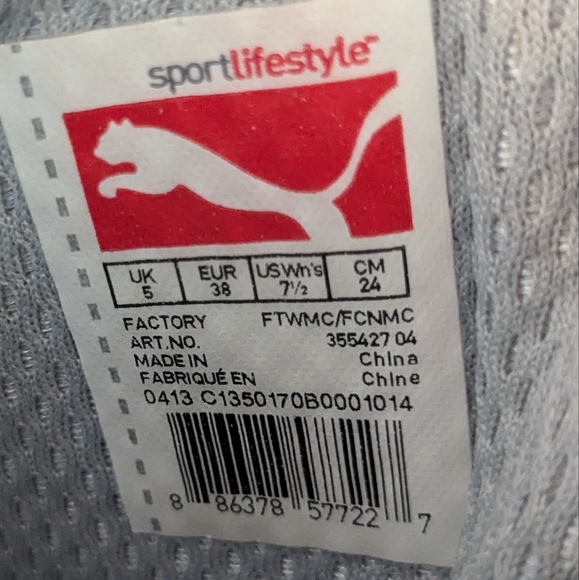 sportlifestyle™
UK EUR US Wn's CM
5 38 7½ 24
FACTORY FTWMC/FCNMC
ART.NO. 355427 04
MADE IN China
FABRIQUÉ EN Chine
0413 C1350170B0001014
8 86378 57722 7